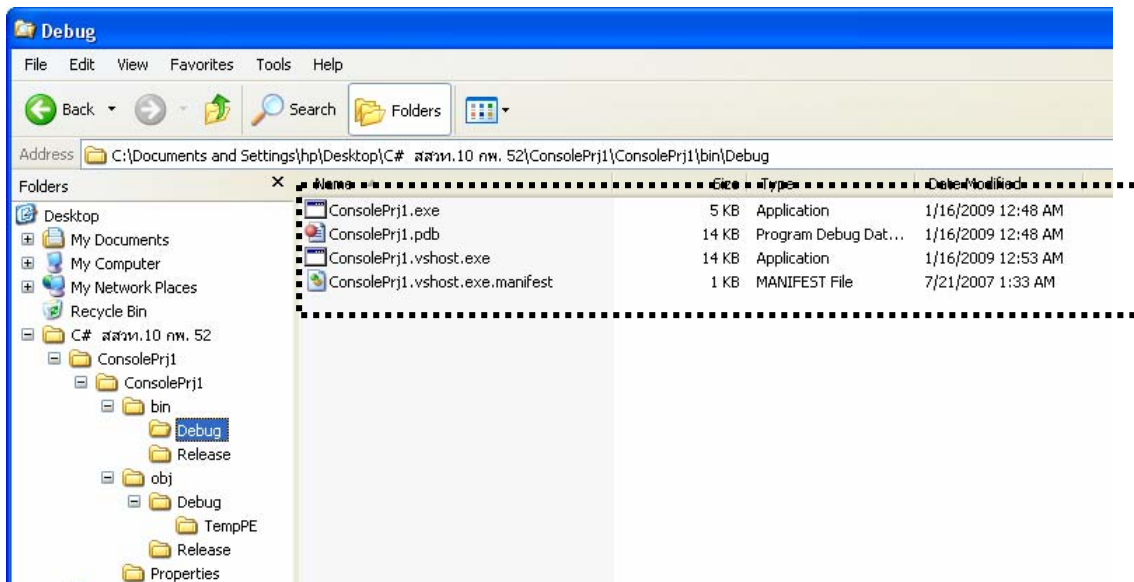 Debug
File Edit View Favorites Tools Help
Back Search Folders
Address C:\Documents and Settings\hp\Desktop\C# สสวท.10 กพ. 52\ConsolePrj1\ConsolePrj1\bin\Debug
Folders X Name Size Type Date Modified
Desktop ConsolePrj1.exe 5 KB Application 1/16/2009 12:48 AM
My Documents ConsolePrj1.pdb 14 KB Program Debug Dat... 1/16/2009 12:48 AM
My Computer ConsolePrj1.vshost.exe 14 KB Application 1/16/2009 12:53 AM
My Network Places ConsolePrj1.vshost.exe.manifest 1 KB MANIFEST File 7/21/2007 1:33 AM
Recycle Bin
C# สสวท.10 กพ. 52
ConsolePrj1
ConsolePrj1
bin
Debug
Release
obj
Debug
TempPE
Release
Properties